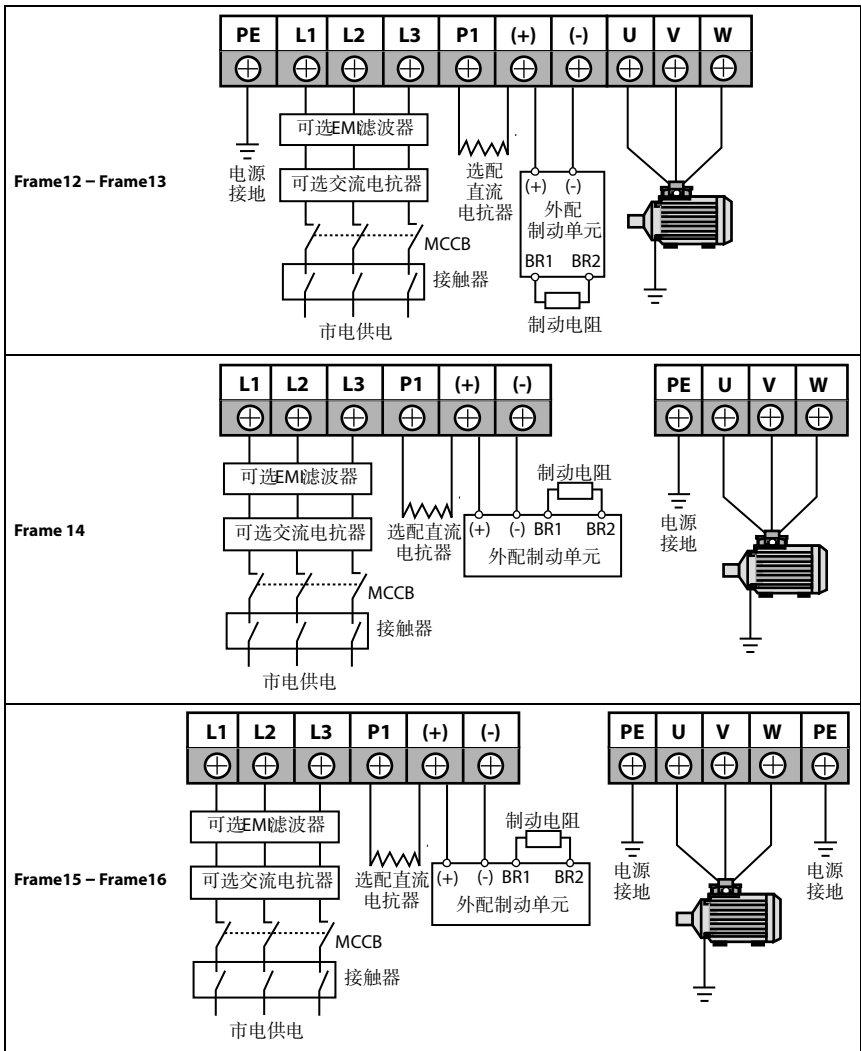 PE L1 L2 L3 P1 (+) (-) U V W
可选EMI滤波器
电源
接地
可选交流电抗器
选配
直流
电抗器
(+) (-)
外配
制动单元
BR1 BR2
Frame12 – Frame13
MCCB
接触器
市电供电
制动电阻
L1 L2 L3 P1 (+) (-) PE U V W
可选EMI滤波器
制动电阻
电源
接地
Frame 14
可选交流电抗器
选配直流
电抗器
(+) (-) BR1 BR2
外配制动单元
MCCB
接触器
市电供电
L1 L2 L3 P1 (+) (-) PE U V W PE
可选EMI滤波器
制动电阻
电源
接地
电源
接地
Frame15 – Frame16
可选交流电抗器
选配直流
电抗器
(+) (-) BR1 BR2
外配制动单元
MCCB
接触器
市电供电